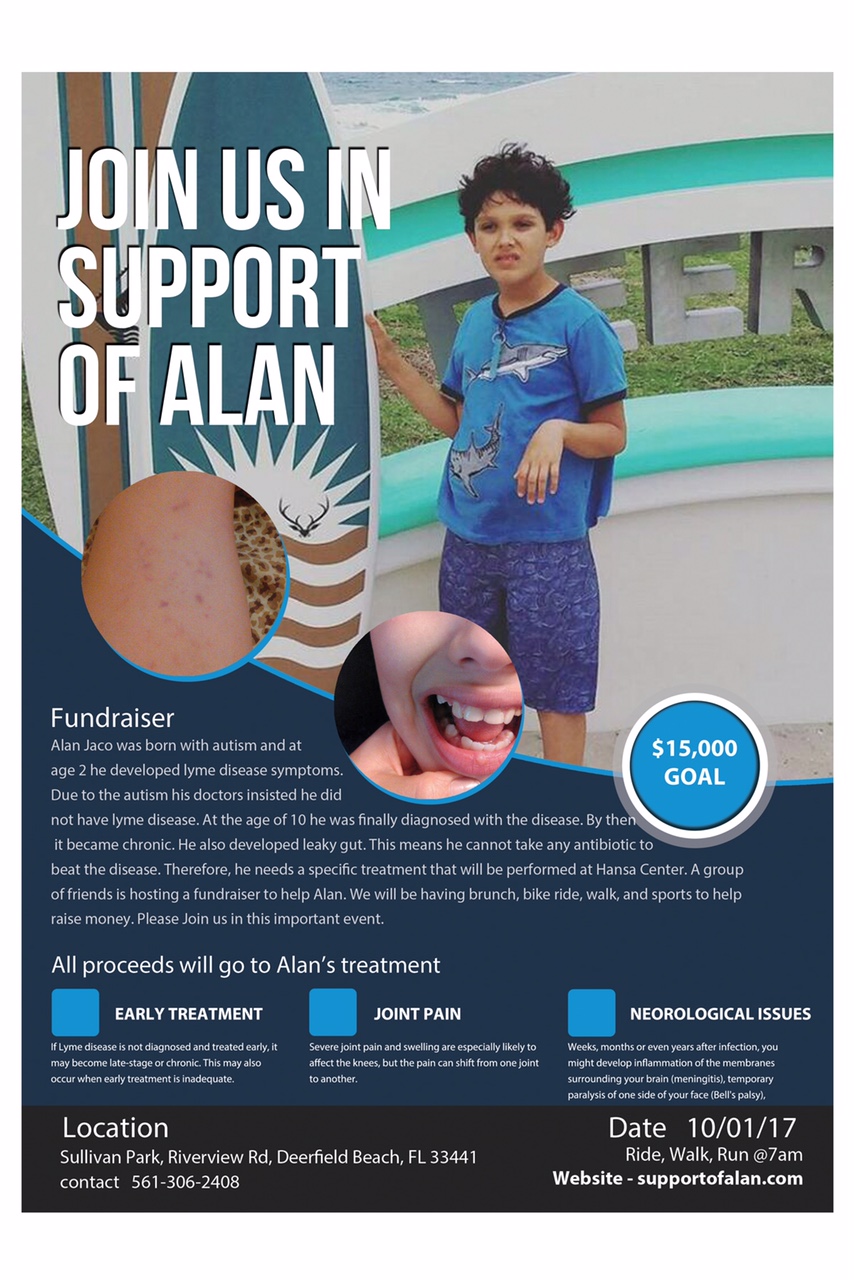 JOIN US IN
SUPPORT
OF ALAN
EER
Fundraiser
Alan Jaco was born with autism and at
age 2 he developed lyme disease symptoms.
Due to the autism his doctors insisted he did
not have lyme disease. At the age of 10 he was finally diagnosed with the disease. By then
it became chronic. He also developed leaky gut. This means he cannot take any antibiotic to
beat the disease. Therefore, he needs a specific treatment that will be performed at Hansa Center. A group
of friends is hosting a fundraiser to help Alan. We will be having brunch, bike ride, walk, and sports to help
raise money. Please Join us in this important event.
$15,000
GOAL
All proceeds will go to Alan's treatment
EARLY TREATMENT
If Lyme disease is not diagnosed and treated early, it
may become late-stage or chronic. This may also
occur when early treatment is inadequate.
JOINT PAIN
Severe joint pain and swelling are especially likely to
affect the knees, but the pain can shift from one joint
to another.
NEOROLOGICAL ISSUES
Weeks, months or even years after infection, you
might develop inflammation of the membranes
surrounding your brain (meningitis), temporary
paralysis of one side of your face (Bell's palsy),
Location
Sullivan Park, Riverview Rd, Deerfield Beach, FL 33441
contact 561-306-2408
Date 10/01/17
Ride, Walk, Run @7am
Website - supportofalan.com